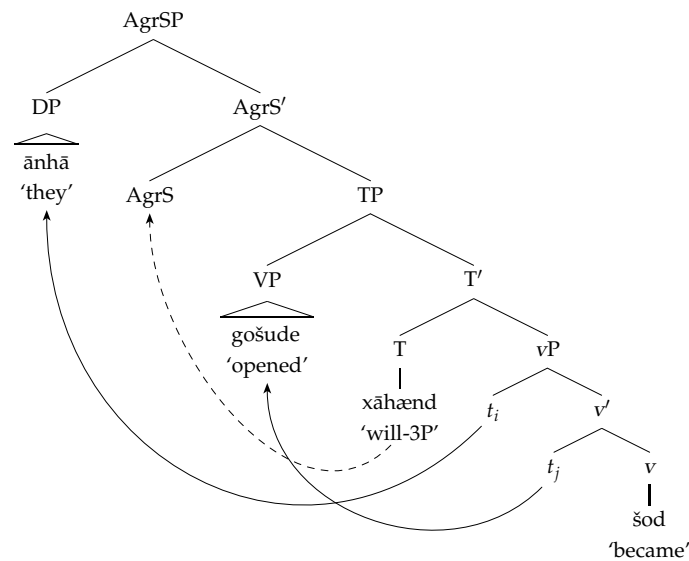 AgrSP
DP AgrS′
ānhā
‘they’
AgrS TP
VP T′
gošude
‘opened’
T vP
xāhænd
‘will-3P’
t_i v′
t_j v
šod
‘became’